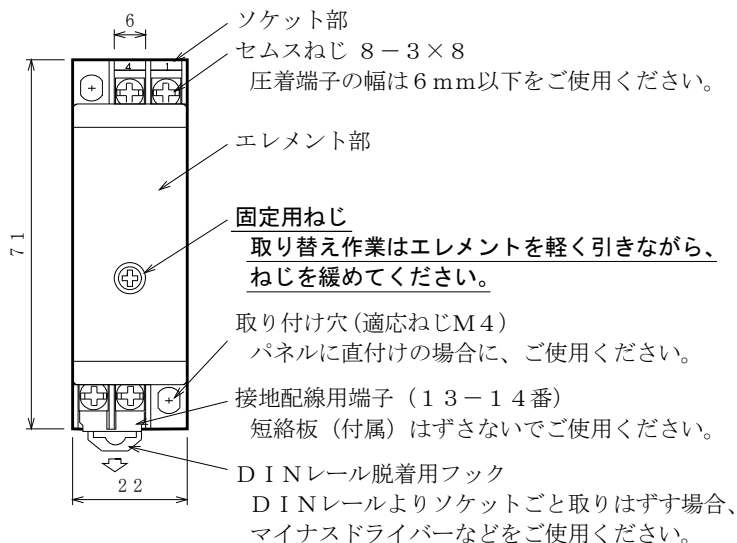 6
ソケット部
セムスねじ ８－３×８
圧着端子の幅は６mm以下をご使用ください。
4 1
エレメント部
71
固定用ねじ
取り替え作業はエレメントを軽く引きながら、
ねじを緩めてください。
取り付け穴(適応ねじＭ４)
パネルに直付けの場合に、ご使用ください。
接地配線用端子（１３－１４番）
短絡板（付属）はずさないでご使用ください。
ＤＩＮレール脱着用フック
22
ＤＩＮレールよりソケットごと取りはずす場合、
マイナスドライバーなどをご使用ください。